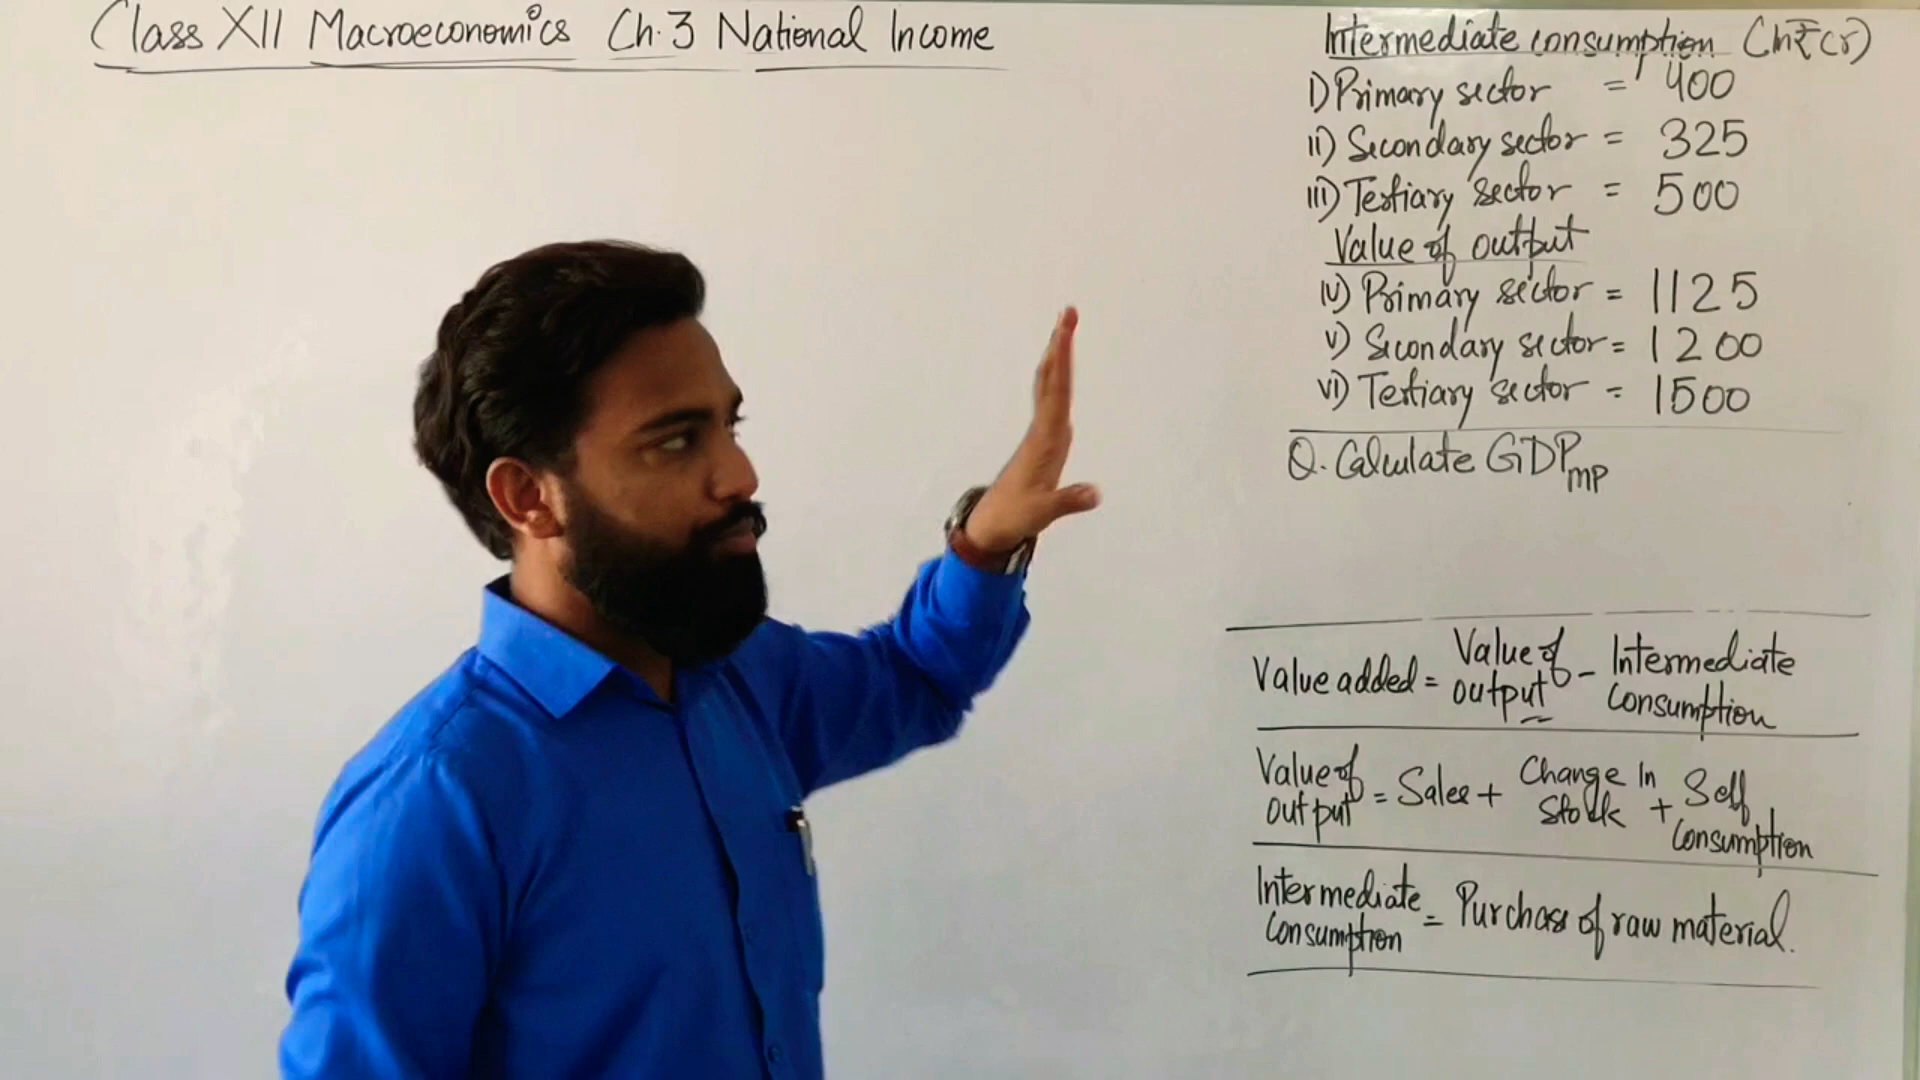 Class XII Macroeconomics Ch.3 National Income
Intermediate consumption (In ₹ cr)
i) Primary sector = 400
ii) Secondary sector = 325
iii) Tertiary sector = 500
Value of output
iv) Primary sector = 1125
v) Secondary sector = 1200
vi) Tertiary sector = 1500
Q. Calculate GDPMP
Value added = Value of output - Intermediate consumption
Value of output = Sales + Change In Stock + Self consumption
Intermediate consumption = Purchase of raw material.